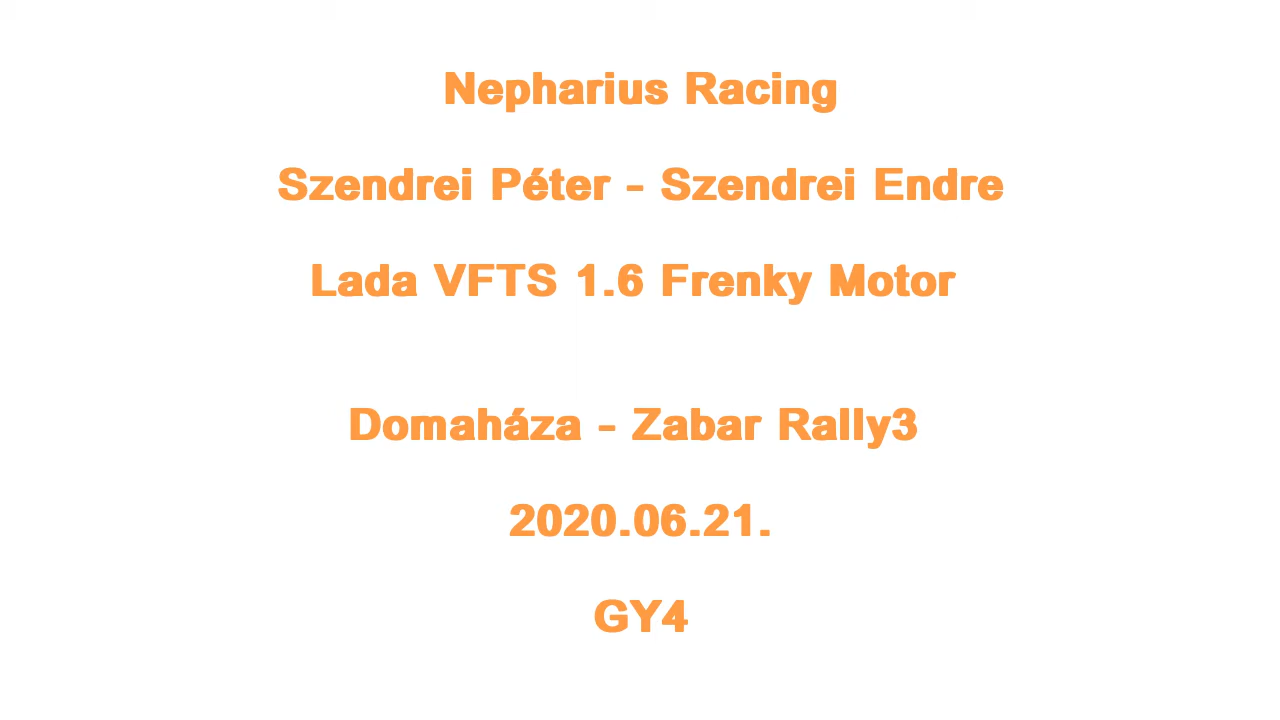 Nepharius Racing
Szendrei Péter - Szendrei Endre
Lada VFTS 1.6 Frenky Motor
Domaháza - Zabar Rally3
2020.06.21.
GY4